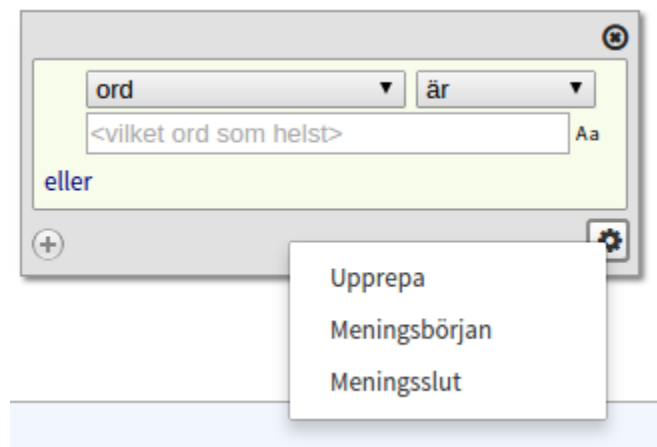 ord är
<vilket ord som helst> Aa
eller
Upprepa
Meningsbörjan
Meningsslut